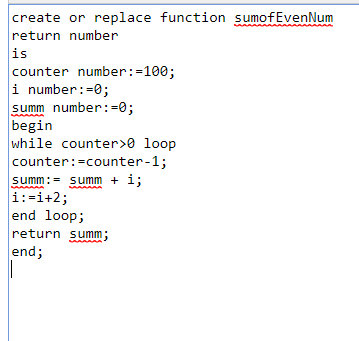 create or replace function sumofEvenNum
return number
is
counter number:=100;
i number:=0;
summ number:=0;
begin
while counter>0 loop
counter:=counter-1;
summ:= summ + i;
i:=i+2;
end loop;
return summ;
end;